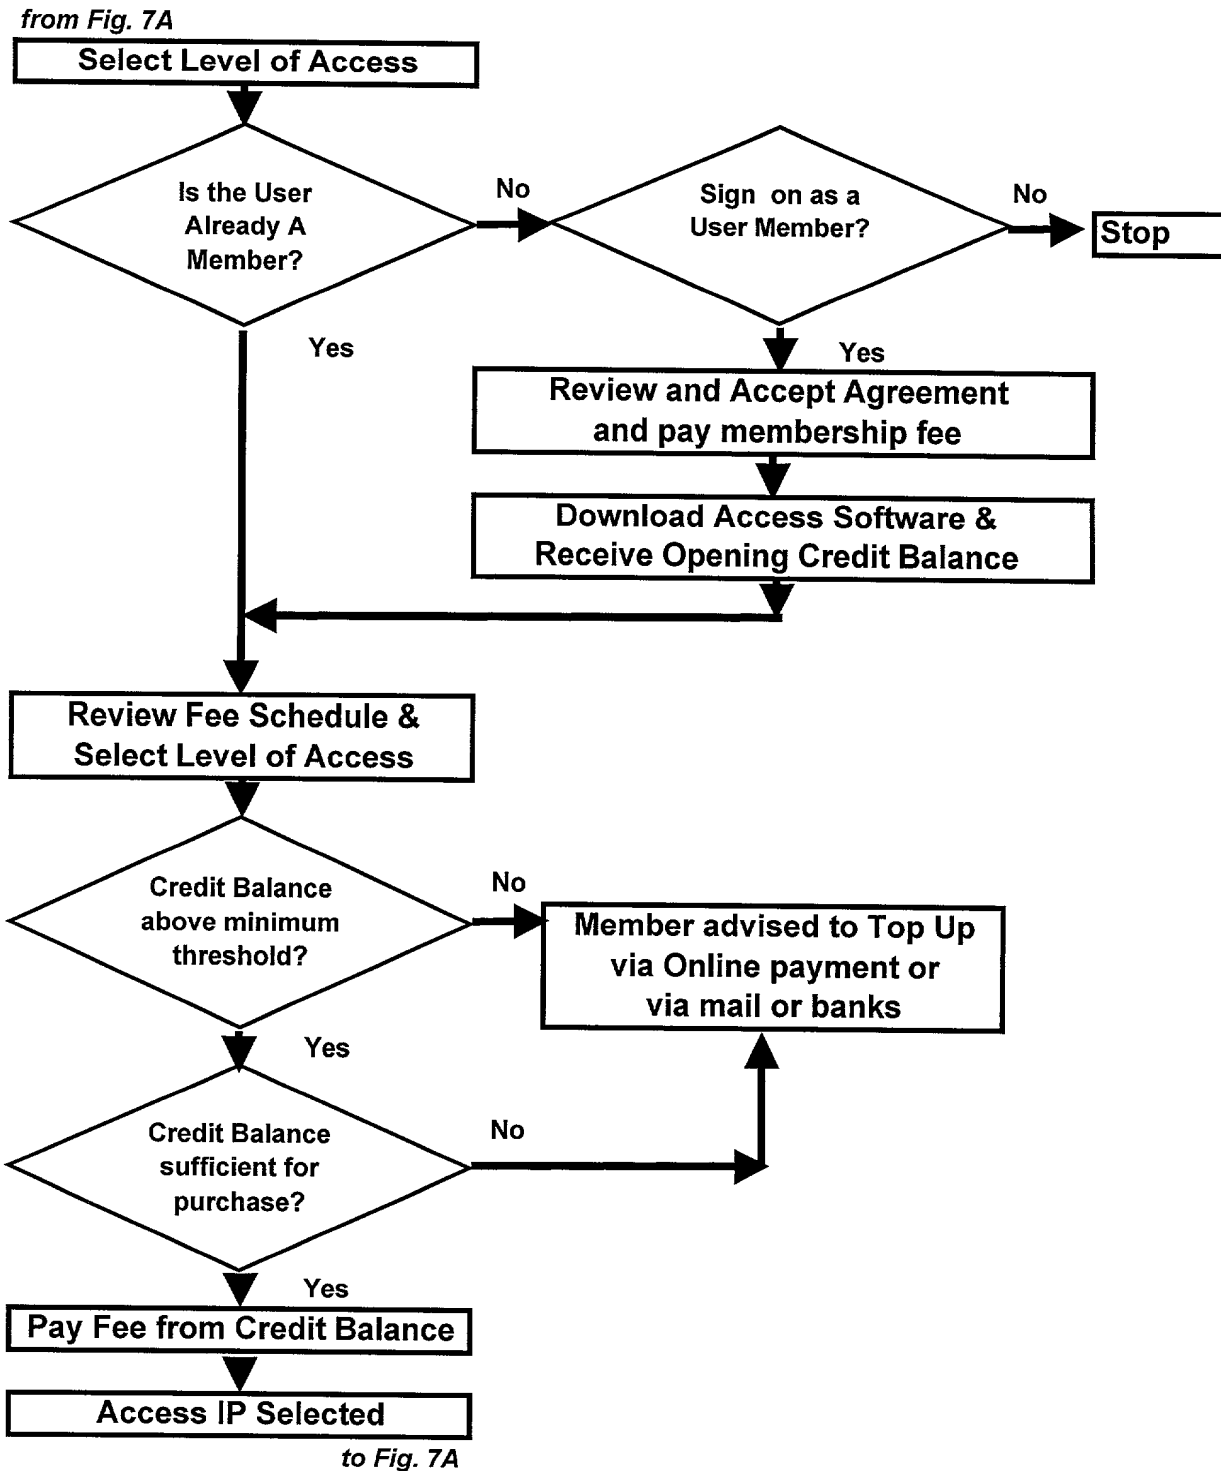 from Fig. 7A
Select Level of Access
Is the User
Already A
Member?
No
Sign on as a
User Member?
No
Stop
Yes
Yes
Review and Accept Agreement
and pay membership fee
Download Access Software &
Receive Opening Credit Balance
Review Fee Schedule &
Select Level of Access
Credit Balance
above minimum
threshold?
No
Member advised to Top Up
via Online payment or
via mail or banks
Yes
Credit Balance
sufficient for
purchase?
No
Yes
Pay Fee from Credit Balance
Access IP Selected
to Fig. 7A